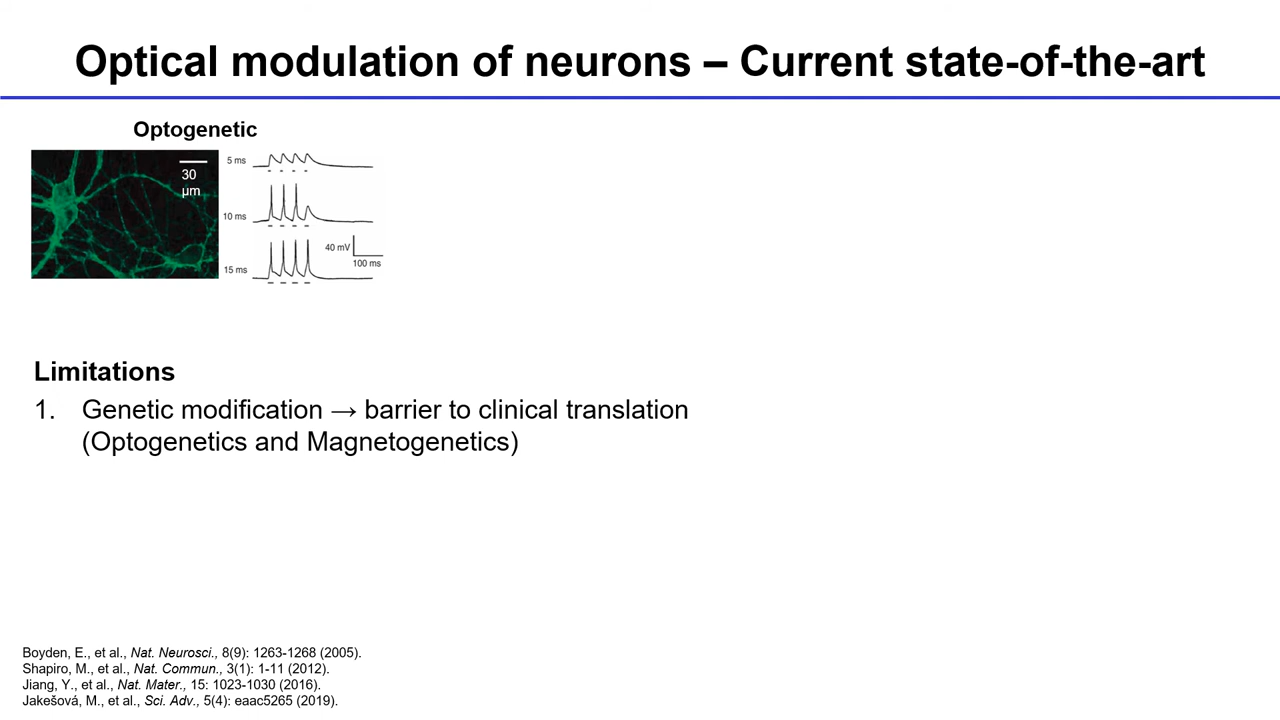 Optical modulation of neurons – Current state-of-the-art
Optogenetic
30
µm
5 ms
10 ms
15 ms
40 mV
100 ms
Limitations
1. Genetic modification → barrier to clinical translation
(Optogenetics and Magnetogenetics)
Boyden, E., et al., Nat. Neurosci., 8(9): 1263-1268 (2005).
Shapiro, M., et al., Nat. Commun., 3(1): 1-11 (2012).
Jiang, Y., et al., Nat. Mater., 15: 1023-1030 (2016).
Jakešová, M., et al., Sci. Adv., 5(4): eaac5265 (2019).